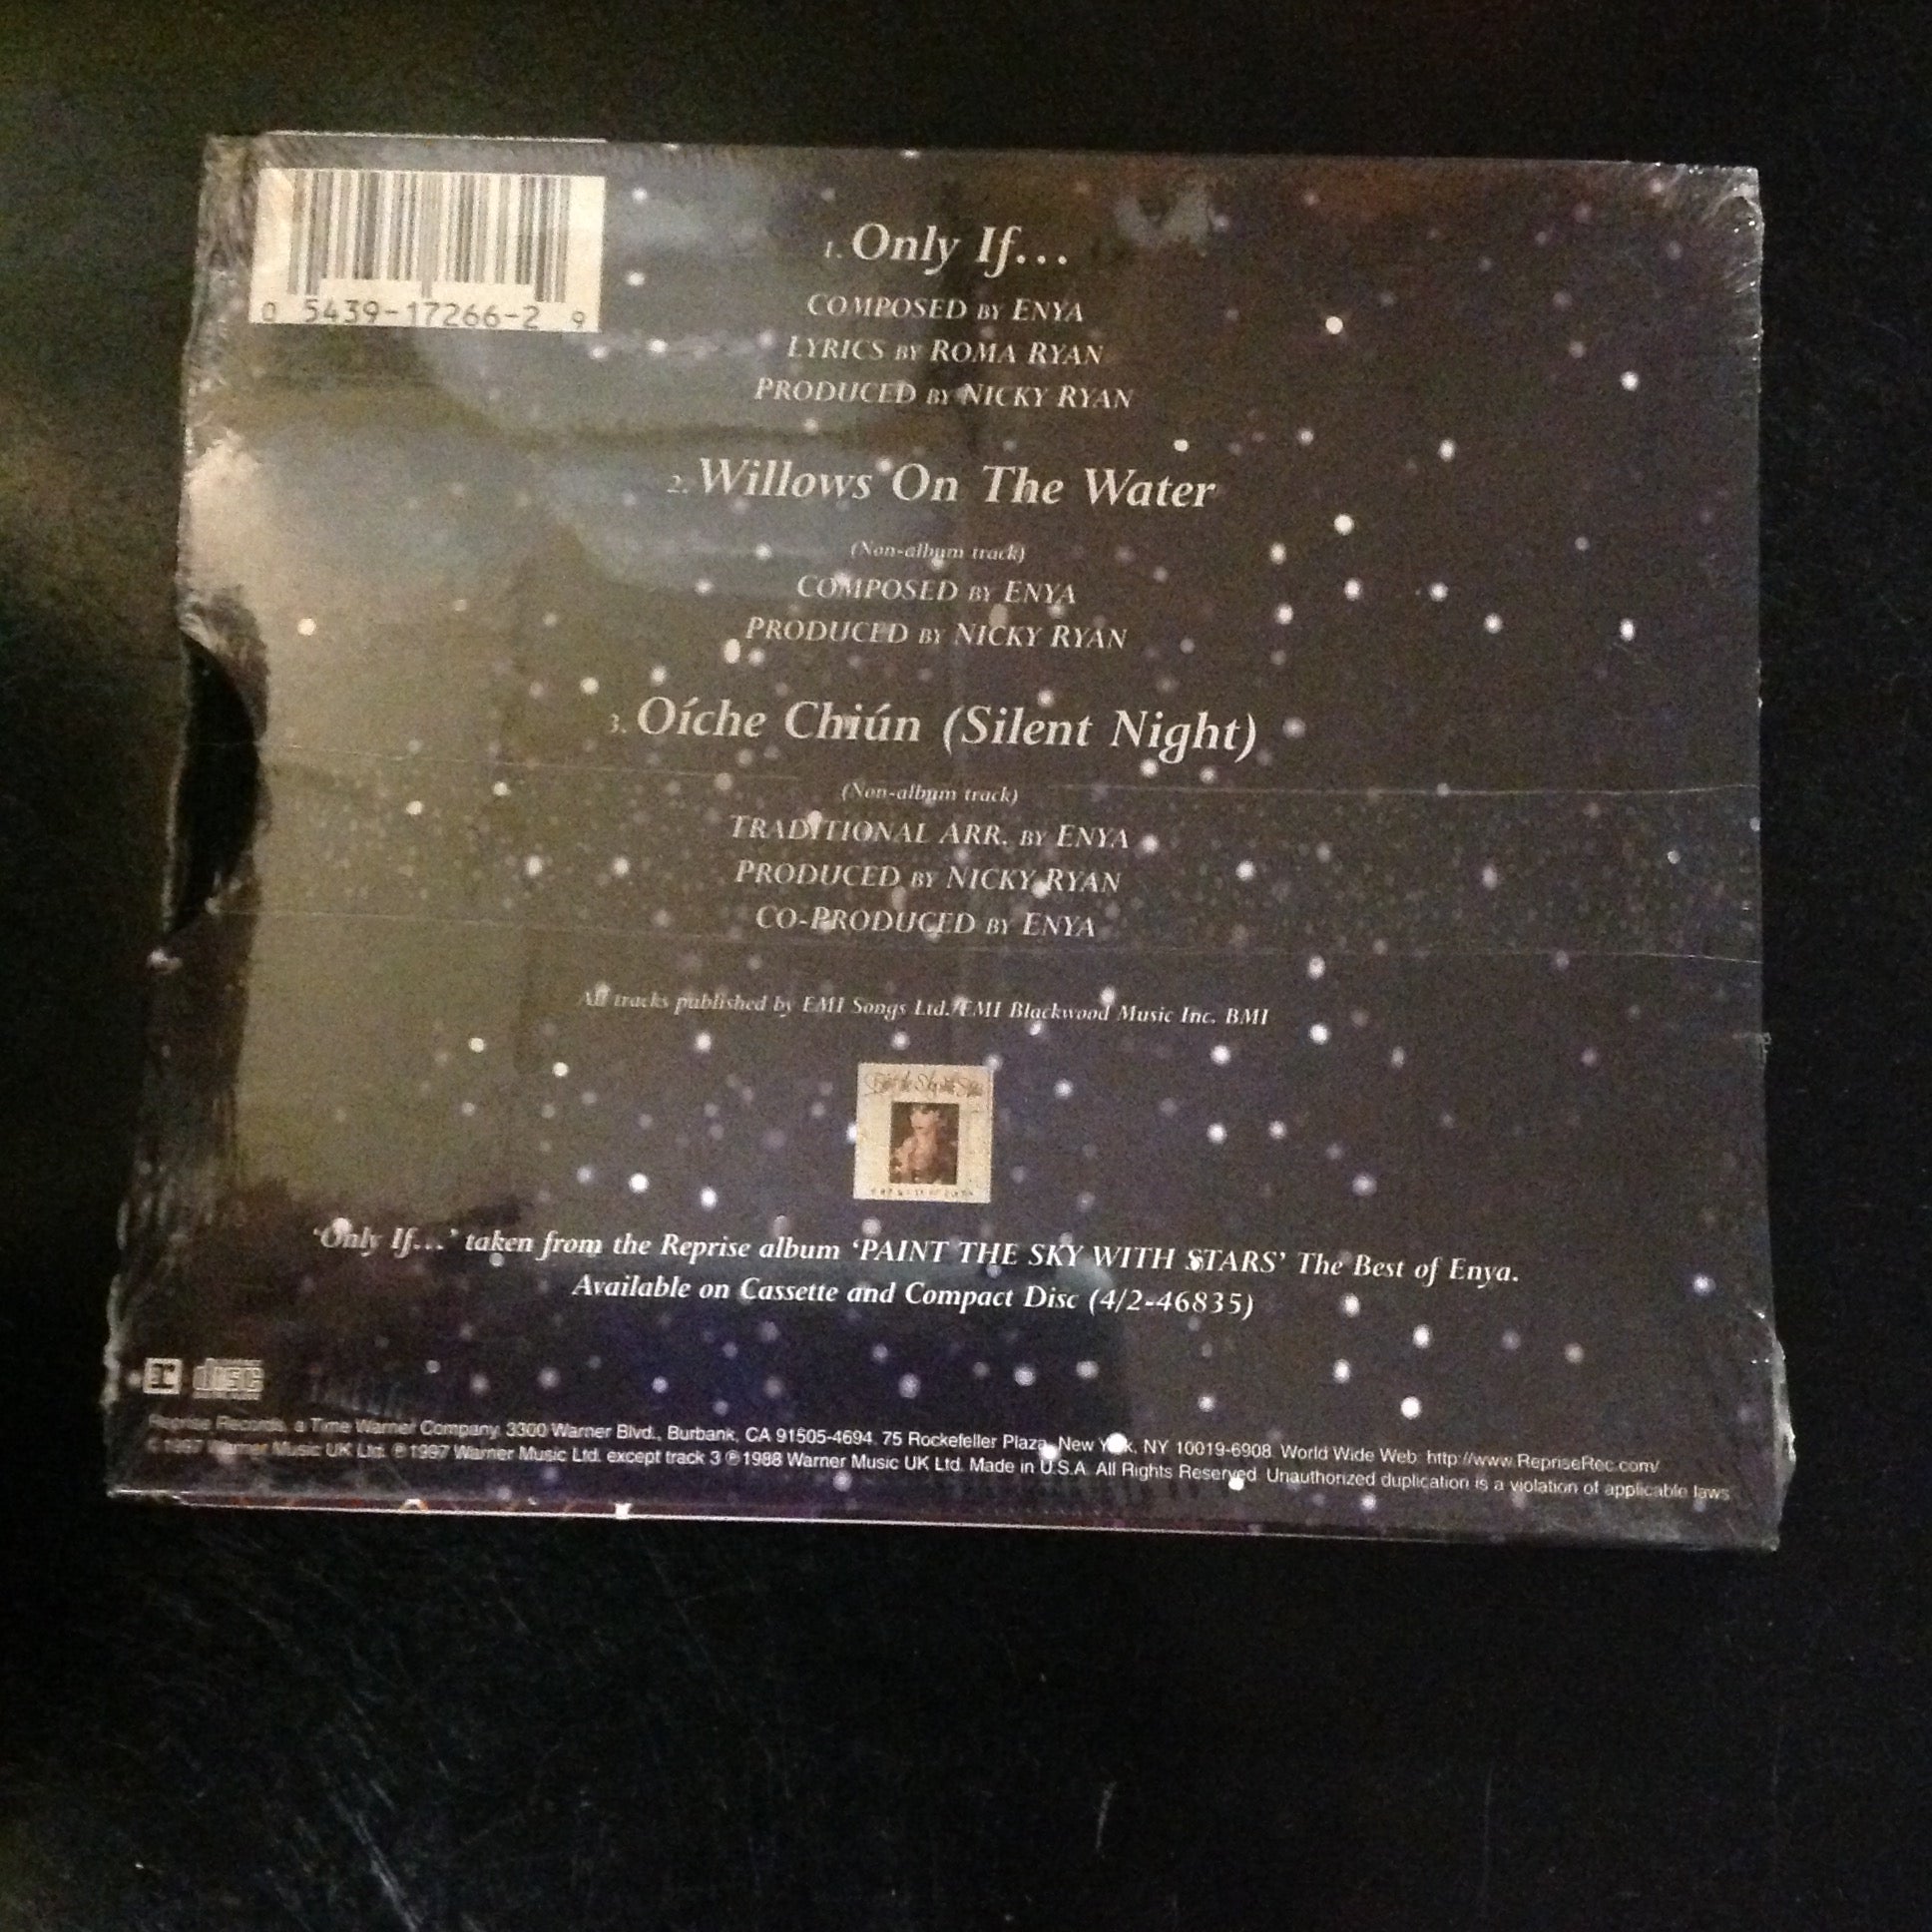 0 5439-17266-2 9
1. Only If...
COMPOSED BY ENYA
LYRICS BY ROMA RYAN
PRODUCED BY NICKY RYAN
2. Willows On The Water
(Non-album track)
COMPOSED BY ENYA
PRODUCED BY NICKY RYAN
3. Oíche Chiún (Silent Night)
(Non-album track)
TRADITIONAL ARR. BY ENYA
PRODUCED BY NICKY RYAN
CO-PRODUCED BY ENYA
All tracks published by EMI Songs Ltd./EMI Blackwood Music Inc. BMI
Paint the Sky with Stars
'Only If...' taken from the Reprise album 'PAINT THE SKY WITH STARS' The Best of Enya.
Available on Cassette and Compact Disc (4/2-46835)
disc
Reprise Records, a Time Warner Company. 3300 Warner Blvd., Burbank, CA 91505-4694. 75 Rockefeller Plaza, New York, NY 10019-6908. World Wide Web: http://www.RepriseRec.com/
©1997 Warner Music UK Ltd. ℗1997 Warner Music Ltd. except track 3 ℗1988 Warner Music UK Ltd. Made in U.S.A. All Rights Reserved. Unauthorized duplication is a violation of applicable laws.